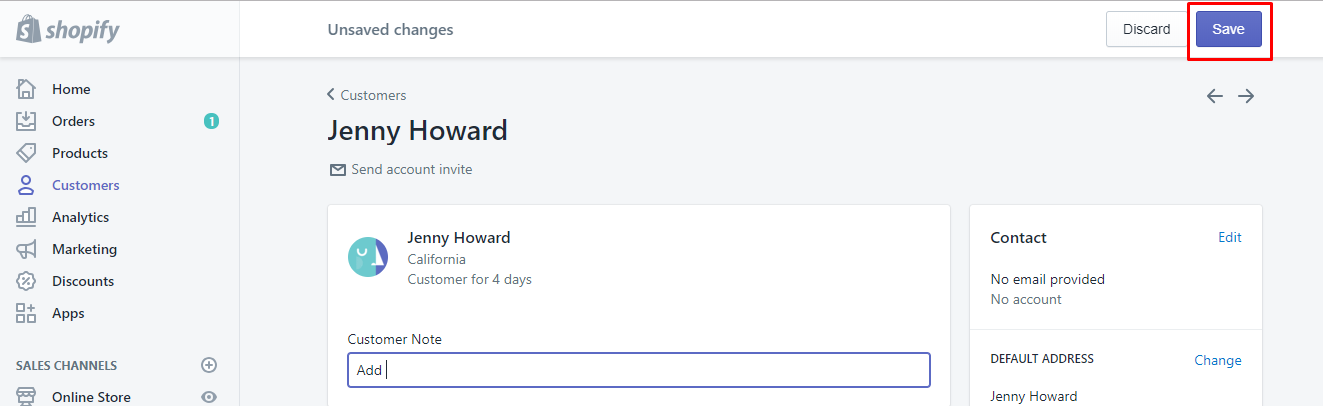 shopify
Unsaved changes
Discard
Save
Home
Orders
1
Products
Customers
Analytics
Marketing
Discounts
Apps
SALES CHANNELS
Online Store
Customers
Jenny Howard
Send account invite
Jenny Howard
California
Customer for 4 days
Customer Note
Add
Contact
Edit
No email provided
No account
DEFAULT ADDRESS
Change
Jenny Howard